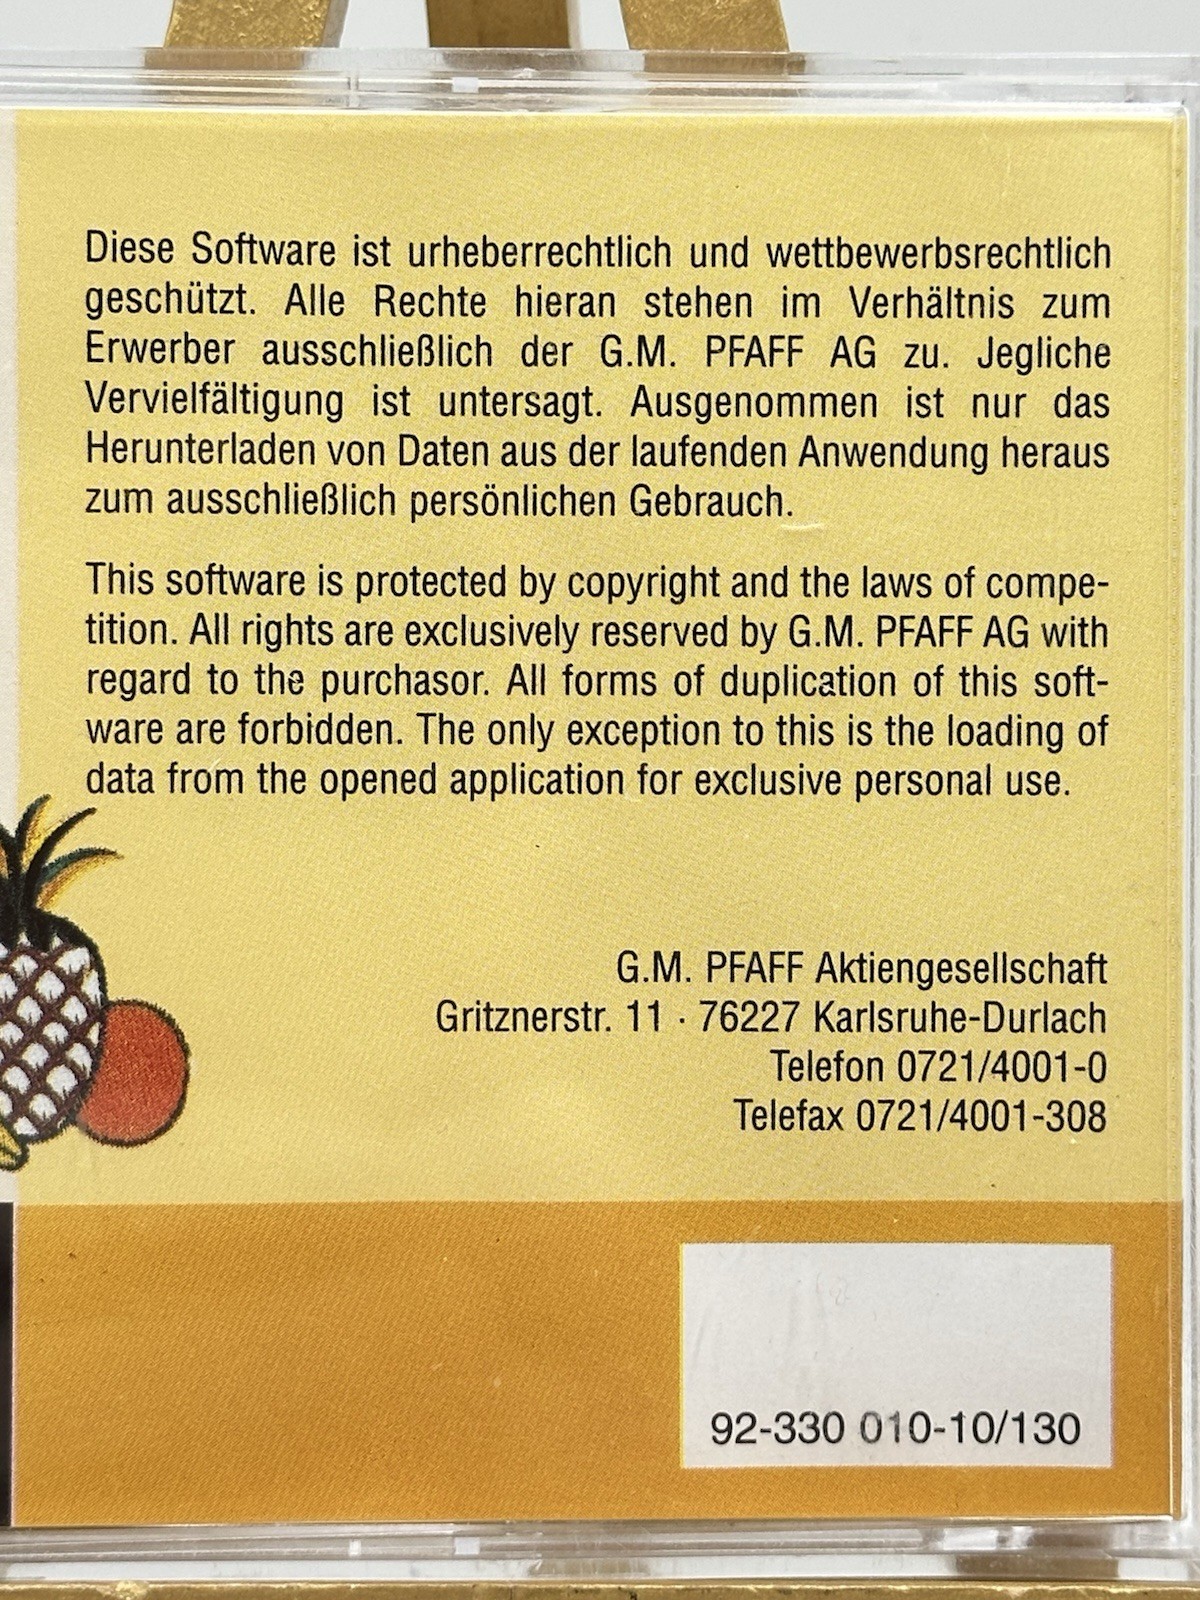 Diese Software ist urheberrechtlich und wettbewerbsrechtlich
geschützt. Alle Rechte hieran stehen im Verhältnis zum
Erwerber ausschließlich der G.M. PFAFF AG zu. Jegliche
Vervielfältigung ist untersagt. Ausgenommen ist nur das
Herunterladen von Daten aus der laufenden Anwendung heraus
zum ausschließlich persönlichen Gebrauch.
This software is protected by copyright and the laws of compe-
tition. All rights are exclusively reserved by G.M. PFAFF AG with
regard to the purchasor. All forms of duplication of this soft-
ware are forbidden. The only exception to this is the loading of
data from the opened application for exclusive personal use.
G.M. PFAFF Aktiengesellschaft
Gritznerstr. 11 · 76227 Karlsruhe-Durlach
Telefon 0721/4001-0
Telefax 0721/4001-308
92-330 010-10/130